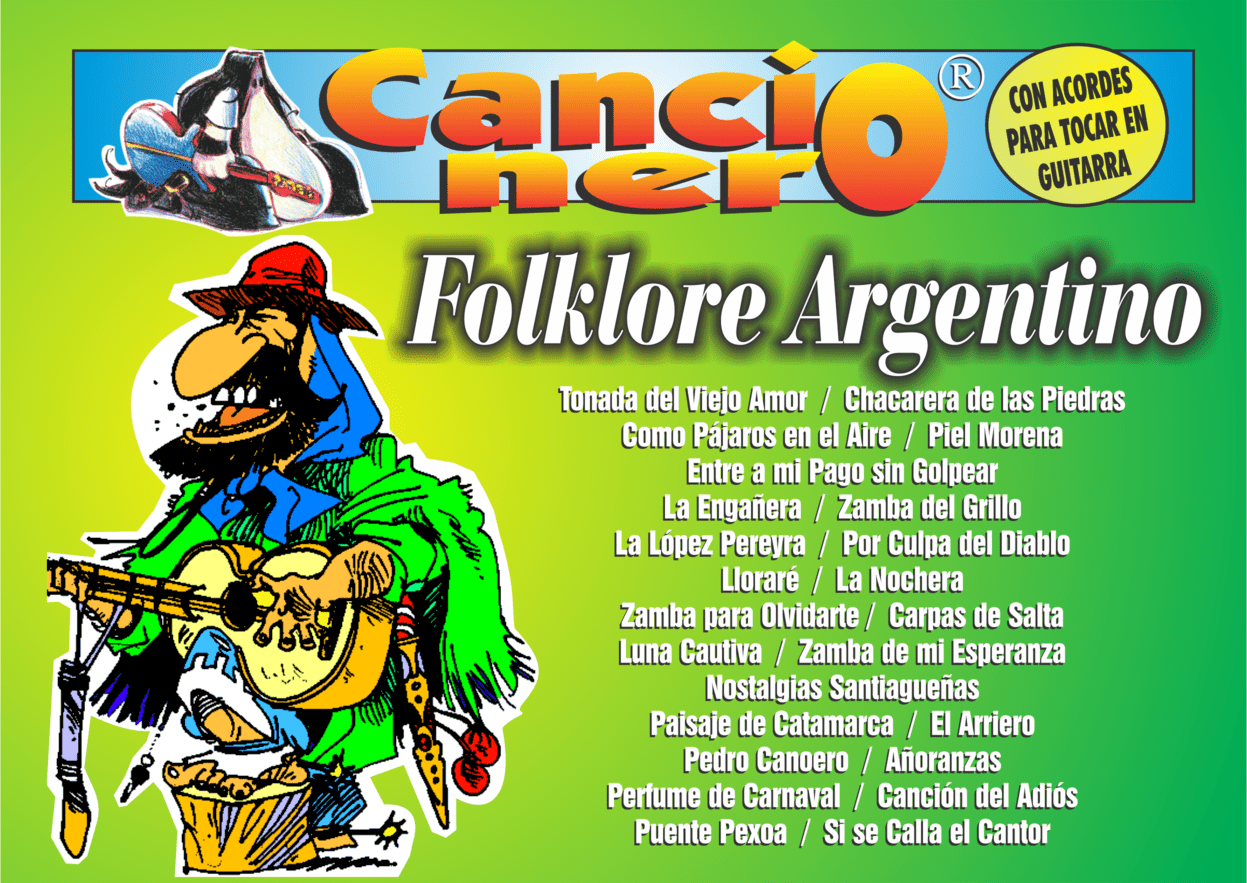 Cancio
nero
®
CON ACORDES
PARA TOCAR EN
GUITARRA
Folklore Argentino
Tonada del Viejo Amor / Chacarera de las Piedras
Como Pájaros en el Aire / Piel Morena
Entre a mi Pago sin Golpear
La Engañera / Zamba del Grillo
La López Pereyra / Por Culpa del Diablo
Lloraré / La Nochera
Zamba para Olvidarte / Carpas de Salta
Luna Cautiva / Zamba de mi Esperanza
Nostalgias Santiagueñas
Paisaje de Catamarca / El Arriero
Pedro Canoero / Añoranzas
Perfume de Carnaval / Canción del Adiós
Puente Pexoa / Si se Calla el Cantor